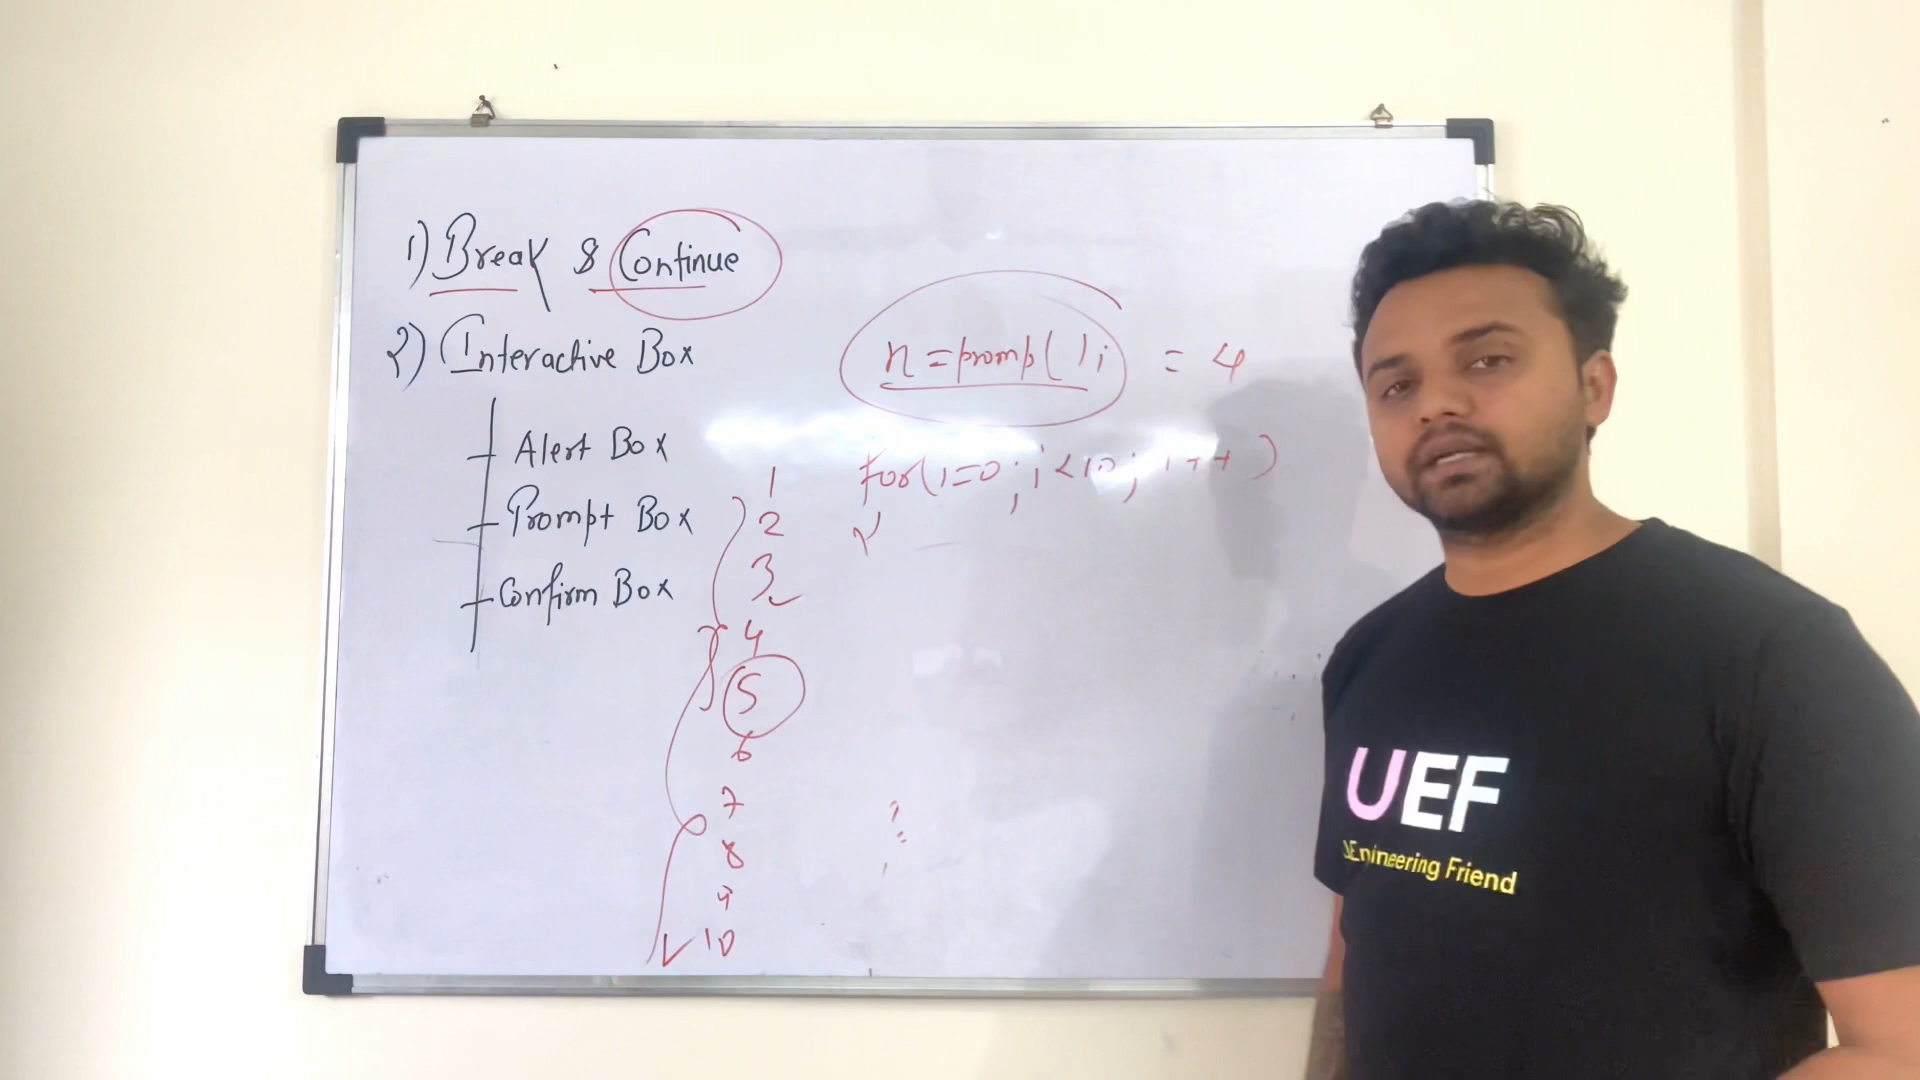 1) Break & Continue
2) Interactive Box
Alert Box
Prompt Box
Confirm Box
n = promp( ); = 4
for(i=0; i<10; i++)
{
1
2
3
4
5
6
7
8
9
10
UEF
Enineering Friend